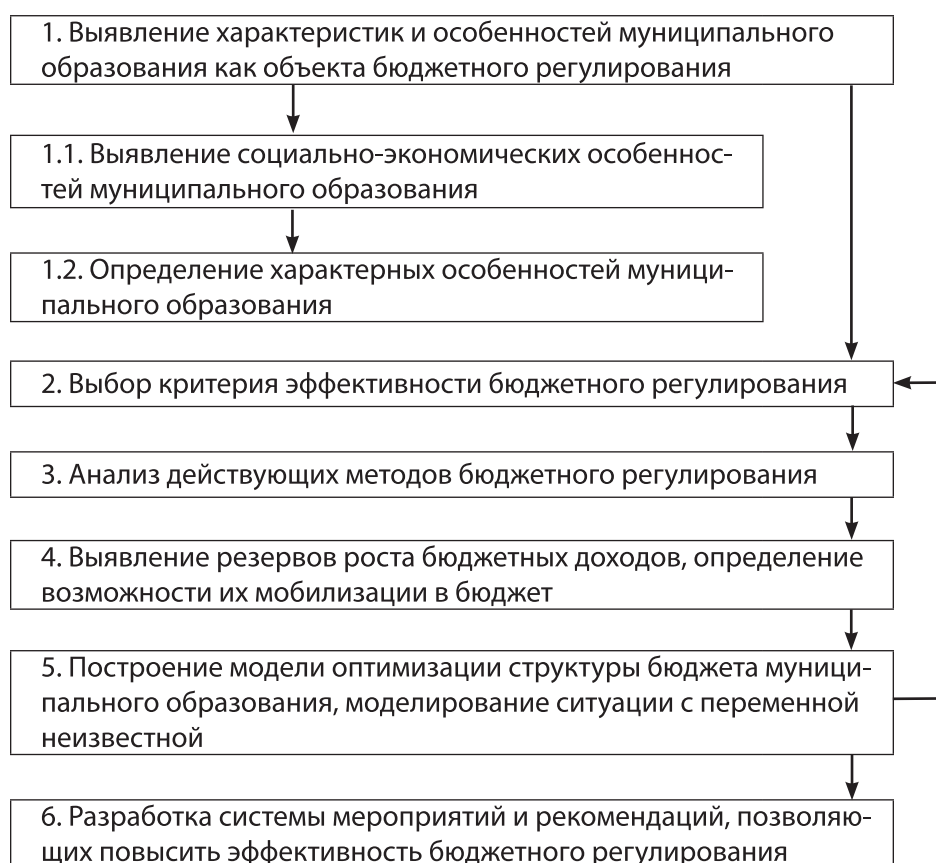 1. Выявление характеристик и особенностей муниципального
образования как объекта бюджетного регулирования
1.1. Выявление социально-экономических особеннос-
тей муниципального образования
1.2. Определение характерных особенностей муници-
пального образования
2. Выбор критерия эффективности бюджетного регулирования
3. Анализ действующих методов бюджетного регулирования
4. Выявление резервов роста бюджетных доходов, определение
возможности их мобилизации в бюджет
5. Построение модели оптимизации структуры бюджета муници-
пального образования, моделирование ситуации с переменной
неизвестной
6. Разработка системы мероприятий и рекомендаций, позволяю-
щих повысить эффективность бюджетного регулирования